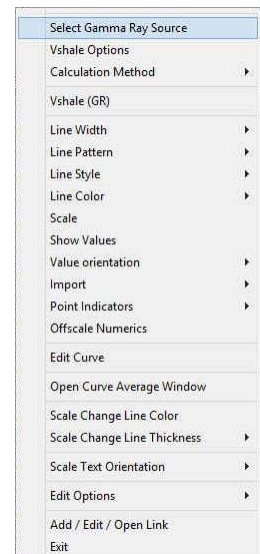 Select Gamma Ray Source
Vshale Options
Calculation Method
Vshale (GR)
Line Width
Line Pattern
Line Style
Line Color
Scale
Show Values
Value orientation
Import
Point Indicators
Offscale Numerics
Edit Curve
Open Curve Average Window
Scale Change Line Color
Scale Change Line Thickness
Scale Text Orientation
Edit Options
Add / Edit / Open Link
Exit